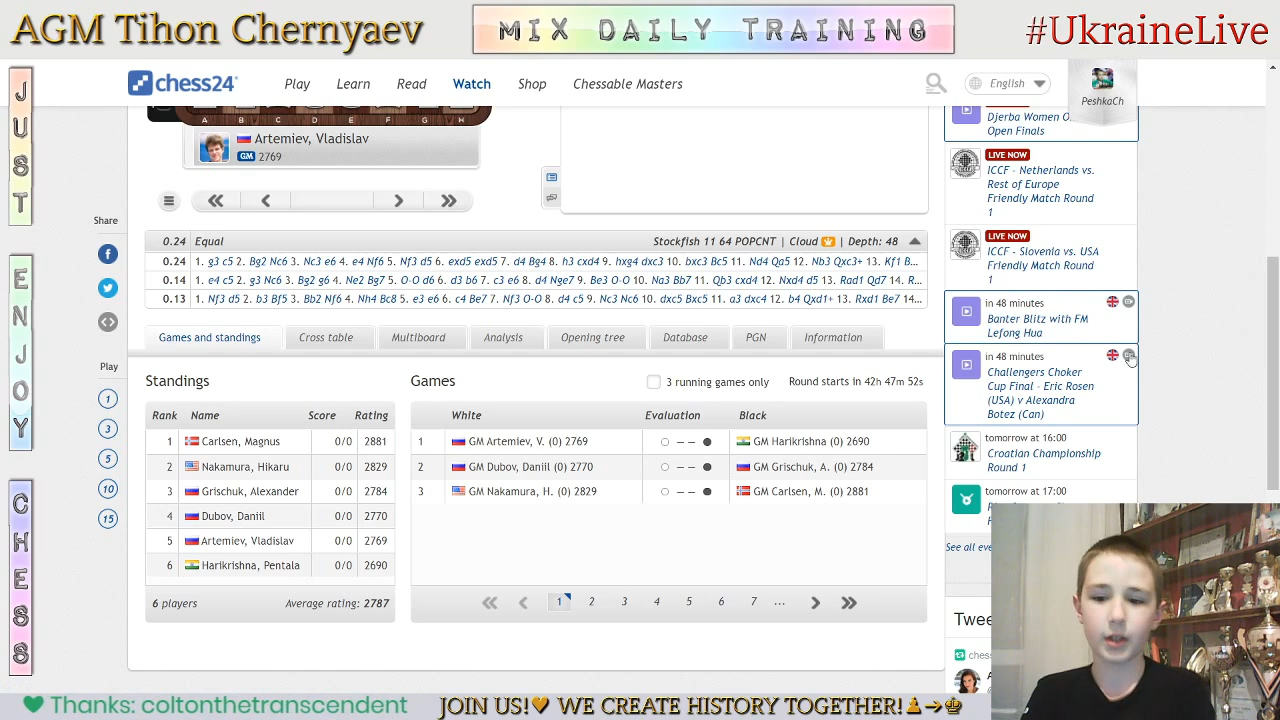 AGM Tihon Chernyaev
MIX DAILY TRAINING
#UkraineLive
JUST
ENJOY
CHESS
chess24
Play
Learn
Read
Watch
Shop
Chessable Masters
English
PeshkaCh
A B C D E F G H
Artemiev, Vladislav
GM 2769
Share
Play
1
3
5
10
15
0.24 Equal Stockfish 11 64 POPCNT | Cloud | Depth: 48
0.24 1. g3 c5 2. Bg2 Nc6 3. b6 4. e4 Nf6 5. Nf3 d5 6. exd5 exd5 7. d4 Bg4 8. h3 cxd4 9. hxg4 dxc3 10. bxc3 Bc5 11. Nd4 Qa5 12. Nb3 Qxc3+ 13. Kf1 B...
0.14 1. e4 c5 2. g3 Nc6 3. Bg2 g6 4. Ne2 Bg7 5. O-O d6 6. d3 b6 7. c3 e6 8. d4 Nge7 9. Be3 O-O 10. Na3 Bb7 11. Qb3 cxd4 12. Nxd4 d5 13. Rad1 Qd7 14. R...
0.13 1. Nf3 d5 2. b3 Bf5 3. Bb2 Nf6 4. Nh4 Bc8 5. e3 e6 6. c4 Be7 7. Nf3 O-O 8. d4 c5 9. Nc3 Nc6 10. dxc5 Bxc5 11. a3 dxc4 12. b4 Qxd1+ 13. Rxd1 Be7 14...
Games and standings
Cross table
Multiboard
Analysis
Opening tree
Database
PGN
Information
Standings
Rank Name Score Rating
1 Carlsen, Magnus 0/0 2881
2 Nakamura, Hikaru 0/0 2829
3 Grischuk, Alexander 0/0 2784
4 Dubov, Daniil 0/0 2770
5 Artemiev, Vladislav 0/0 2769
6 Harikrishna, Pentala 0/0 2690
6 players Average rating: 2787
Games
3 running games only
Round starts in 42h 47m 52s
White Evaluation Black
1 GM Artemiev, V. (0) 2769 GM Harikrishna (0) 2690
2 GM Dubov, Daniil (0) 2770 GM Grischuk, A. (0) 2784
3 GM Nakamura, H. (0) 2829 GM Carlsen, M. (0) 2881
1 2 3 4 5 6 7 ...
Djerba Women O
Open Finals
LIVE NOW
ICCF - Netherlands vs.
Rest of Europe
Friendly Match Round
1
LIVE NOW
ICCF - Slovenia vs. USA
Friendly Match Round
1
in 48 minutes
Banter Blitz with FM
Lefong Hua
in 48 minutes
Challengers Choker
Cup Final - Eric Rosen
(USA) v Alexandra
Botez (Can)
tomorrow at 16:00
Croatian Championship
Round 1
tomorrow at 17:00
See all eve
Twee
chess
Thanks: coltonthetranscendent
JOIN US!♥ WE CREATE HISTORY TOGETHER!♟→♚